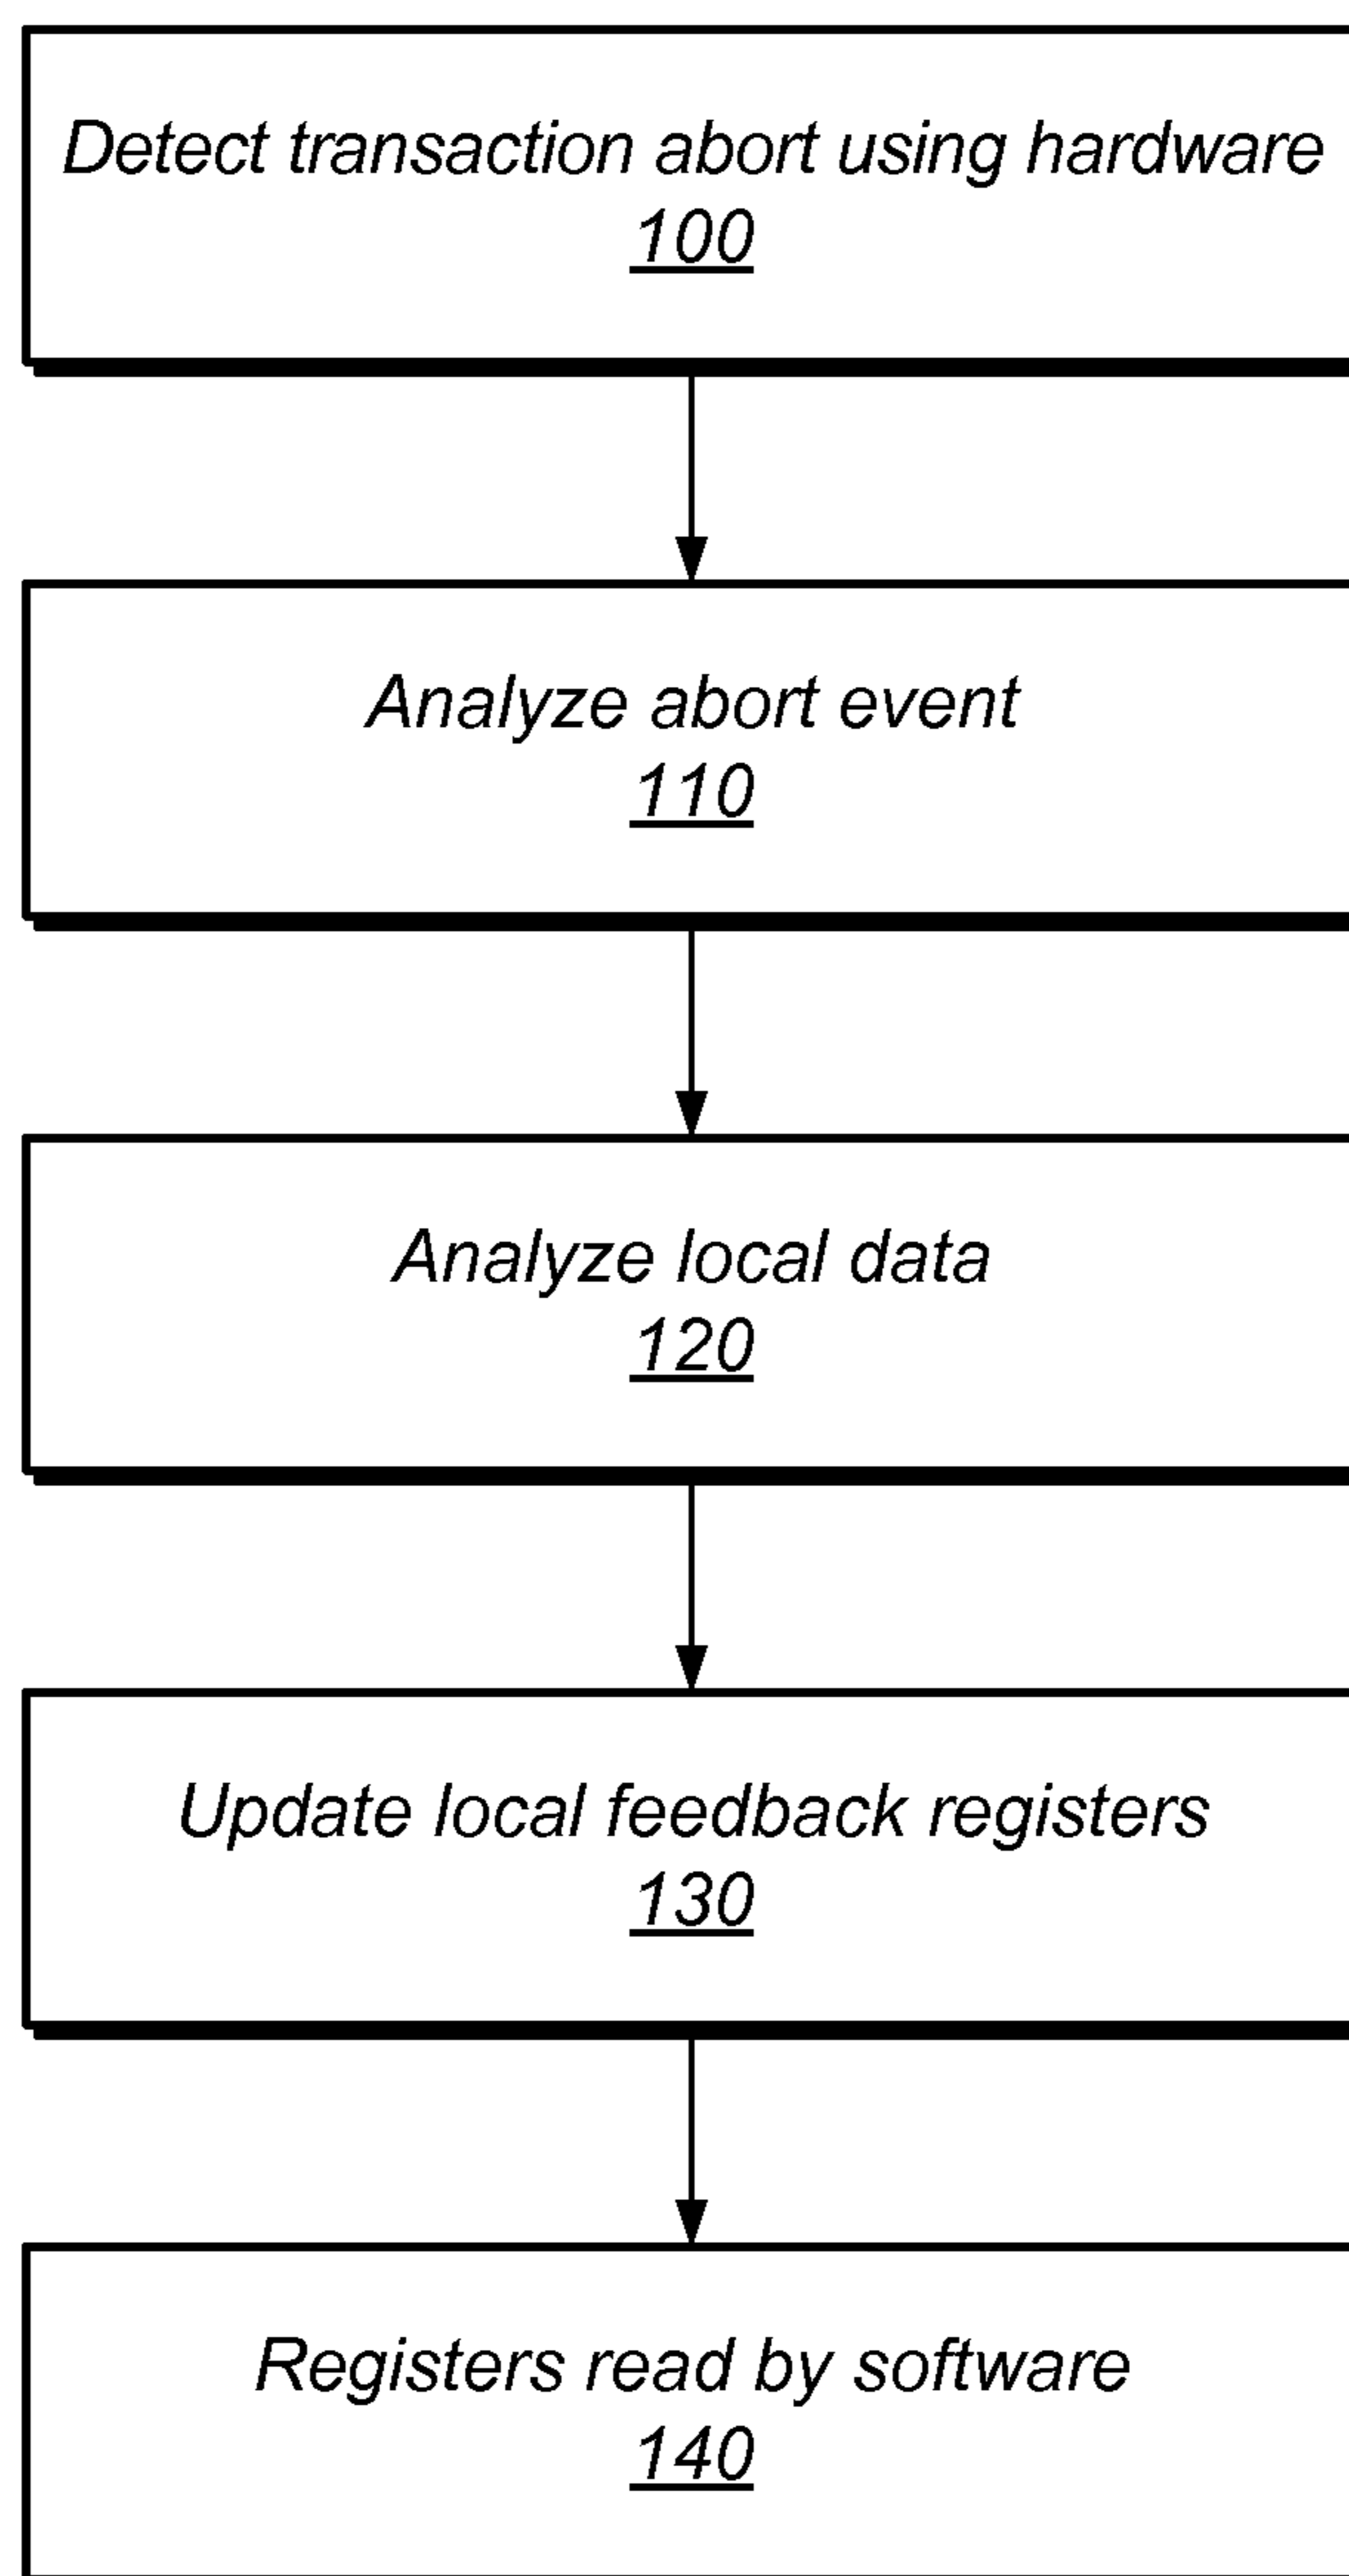 Detect transaction abort using hardware
100
Analyze abort event
110
Analyze local data
120
Update local feedback registers
130
Registers read by software
140